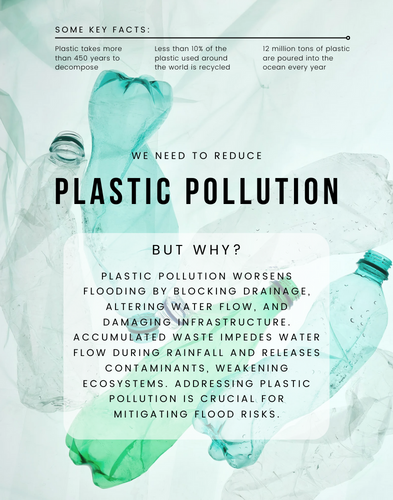 SOME KEY FACTS:
Plastic takes more
than 450 years to
decompose
Less than 10% of the
plastic used around
the world is recycled
12 million tons of plastic
are poured into the
ocean every year
WE NEED TO REDUCE
PLASTIC POLLUTION
BUT WHY?
PLASTIC POLLUTION WORSENS
FLOODING BY BLOCKING DRAINAGE,
ALTERING WATER FLOW, AND
DAMAGING INFRASTRUCTURE.
ACCUMULATED WASTE IMPEDES WATER
FLOW DURING RAINFALL AND RELEASES
CONTAMINANTS, WEAKENING
ECOSYSTEMS. ADDRESSING PLASTIC
POLLUTION IS CRUCIAL FOR
MITIGATING FLOOD RISKS.